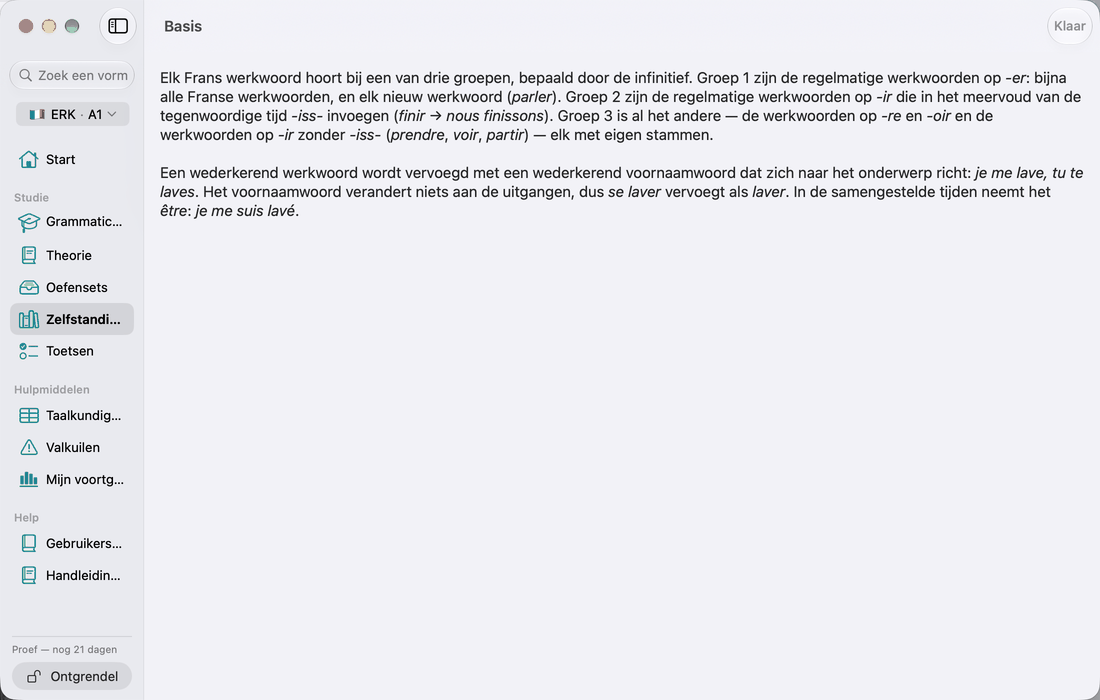 Basis
Klaar
Zoek een vorm
ERK · A1
Start
Studie
Grammatic...
Theorie
Oefensets
Zelfstandi...
Toetsen
Hulpmiddelen
Taalkundig...
Valkuilen
Mijn voortg...
Help
Gebruikers...
Handleidin...
Proef — nog 21 dagen
Ontgrendel
Elk Frans werkwoord hoort bij een van drie groepen, bepaald door de infinitief. Groep 1 zijn de regelmatige werkwoorden op -er: bijna
alle Franse werkwoorden, en elk nieuw werkwoord (parler). Groep 2 zijn de regelmatige werkwoorden op -ir die in het meervoud van de
tegenwoordige tijd -iss- invoegen (finir → nous finissons). Groep 3 is al het andere — de werkwoorden op -re en -oir en de
werkwoorden op -ir zonder -iss- (prendre, voir, partir) — elk met eigen stammen.
Een wederkerend werkwoord wordt vervoegd met een wederkerend voornaamwoord dat zich naar het onderwerp richt: je me lave, tu te
laves. Het voornaamwoord verandert niets aan de uitgangen, dus se laver vervoegt als laver. In de samengestelde tijden neemt het
être: je me suis lavé.